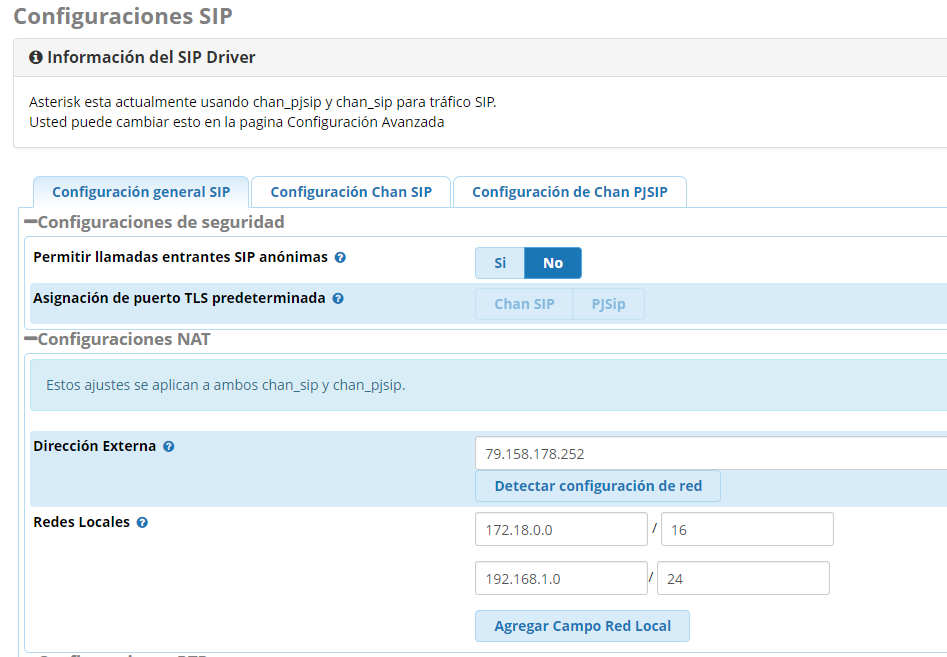 Configuraciones SIP
Información del SIP Driver
Asterisk esta actualmente usando chan_pjsip y chan_sip para tráfico SIP.
Usted puede cambiar esto en la pagina Configuración Avanzada
Configuración general SIP
Configuración Chan SIP
Configuración de Chan PJSIP
Configuraciones de seguridad
Permitir llamadas entrantes SIP anónimas
Si No
Asignación de puerto TLS predeterminada
Chan SIP PJSip
Configuraciones NAT
Estos ajustes se aplican a ambos chan_sip y chan_pjsip.
Dirección Externa
79.158.178.252
Detectar configuración de red
Redes Locales
172.18.0.0 / 16
192.168.1.0 / 24
Agregar Campo Red Local